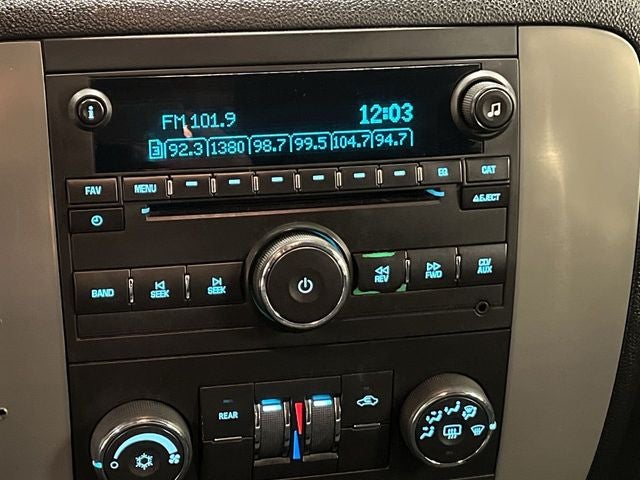 i
FM 101.9 12:03
3 92.3 1380 98.7 99.5 104.7 94.7
FAV MENU EQ CAT
EJECT
BAND SEEK SEEK REV FWD CD/AUX
REAR